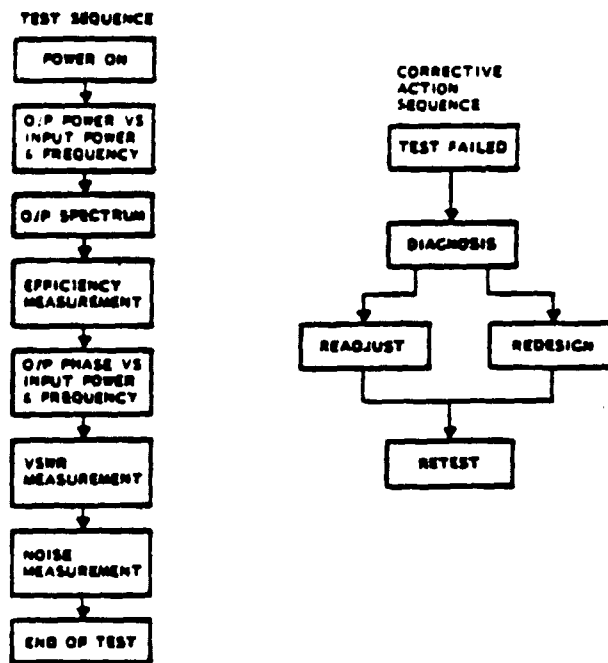 TEST SEQUENCE
POWER ON
O/P POWER VS
INPUT POWER
& FREQUENCY
O/P SPECTRUM
EFFICIENCY
MEASUREMENT
O/P PHASE VS
INPUT POWER
& FREQUENCY
VSWR
MEASUREMENT
NOISE
MEASUREMENT
END OF TEST
CORRECTIVE
ACTION
SEQUENCE
TEST FAILED
DIAGNOSIS
READJUST
REDESIGN
RETEST